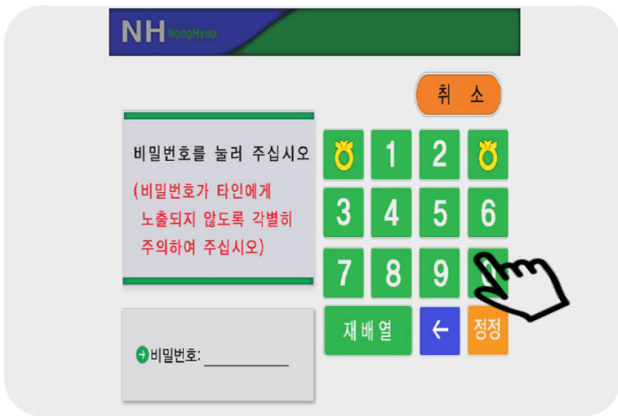 NH NongHyup
취 소
비밀번호를 눌러 주십시오
(비밀번호가 타인에게
노출되지 않도록 각별히
주의하여 주십시오)
1 2
3 4 5 6
7 8 9
재배열 ← 정정
비밀번호: